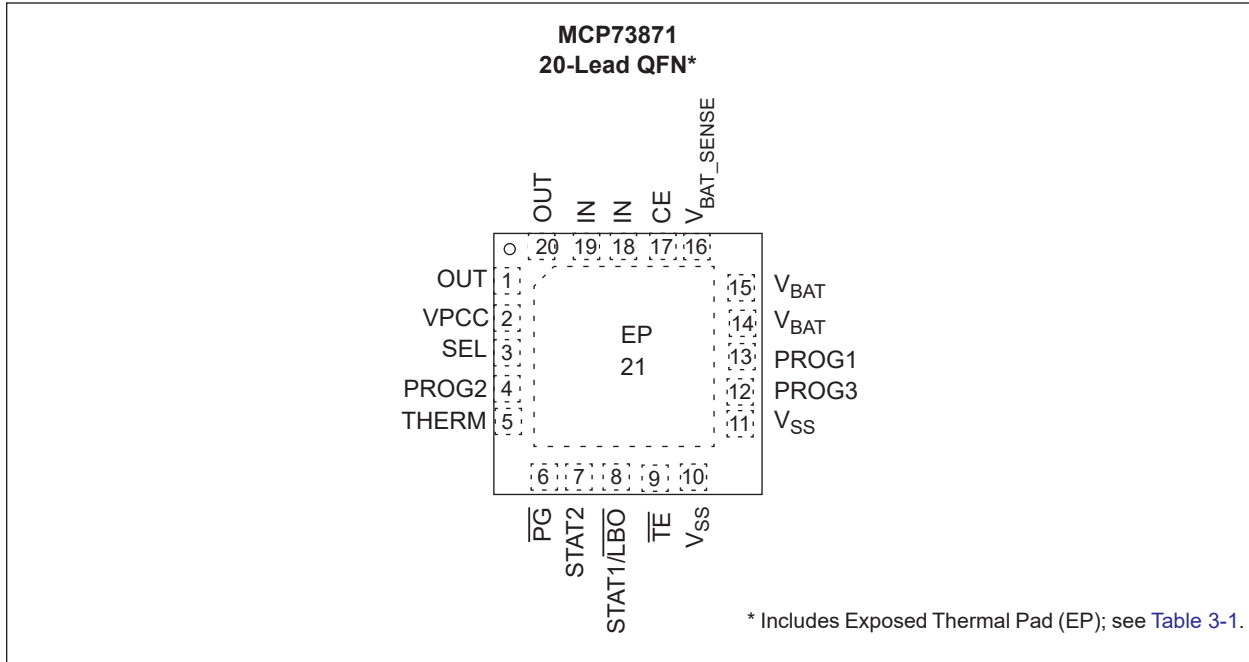 MCP73871
20-Lead QFN*
OUT
IN
IN
CE
VBAT_SENSE
20
19
18
17
16
OUT 1
VPCC 2
SEL 3
PROG2 4
THERM 5
EP
21
15 VBAT
14 VBAT
13 PROG1
12 PROG3
11 VSS
6
7
8
9
10
PG
STAT2
STAT1/LBO
TE
VSS
* Includes Exposed Thermal Pad (EP); see Table 3-1.